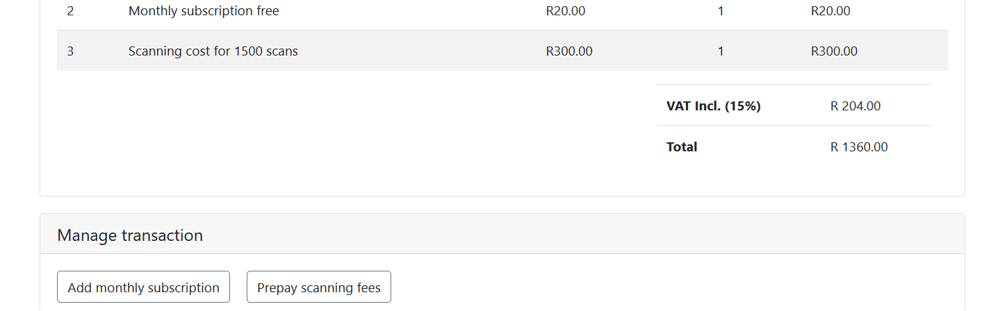 2 Monthly subscription free R20.00 1 R20.00
3 Scanning cost for 1500 scans R300.00 1 R300.00
VAT Incl. (15%) R 204.00
Total R 1360.00
Manage transaction
Add monthly subscription Prepay scanning fees